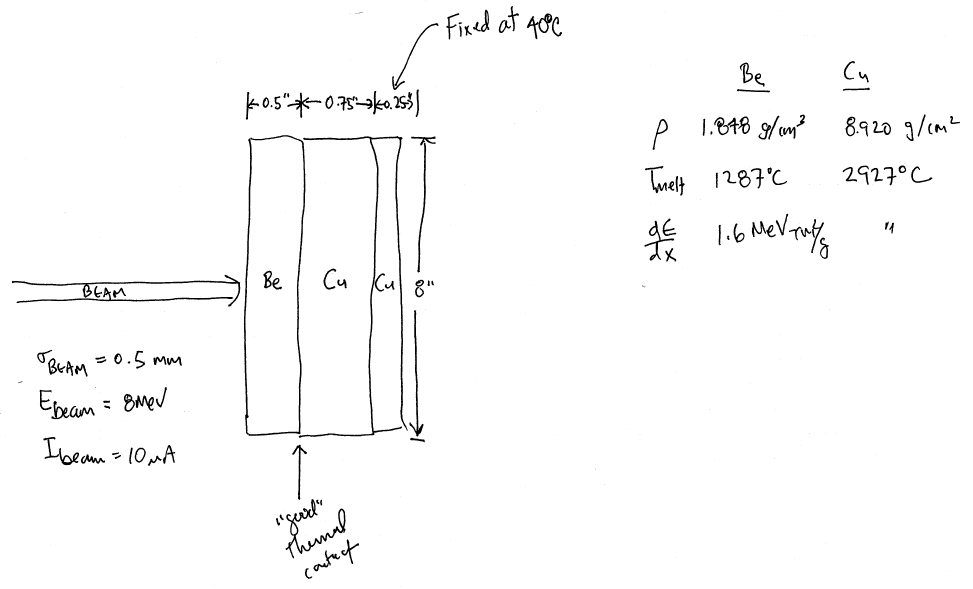 Fixed at 40°C
0.5" 0.75" 0.25"
Be Cu Cu 8"
BEAM
σBEAM = 0.5 mm
Ebeam = 8MeV
Ibeam = 10 μA
"good"
thermal
contact
Be Cu
ρ 1.848 g/cm³ 8.920 g/cm²
Tmelt 1287°C 2927°C
dE/dx 1.6 MeV-cm²/g "